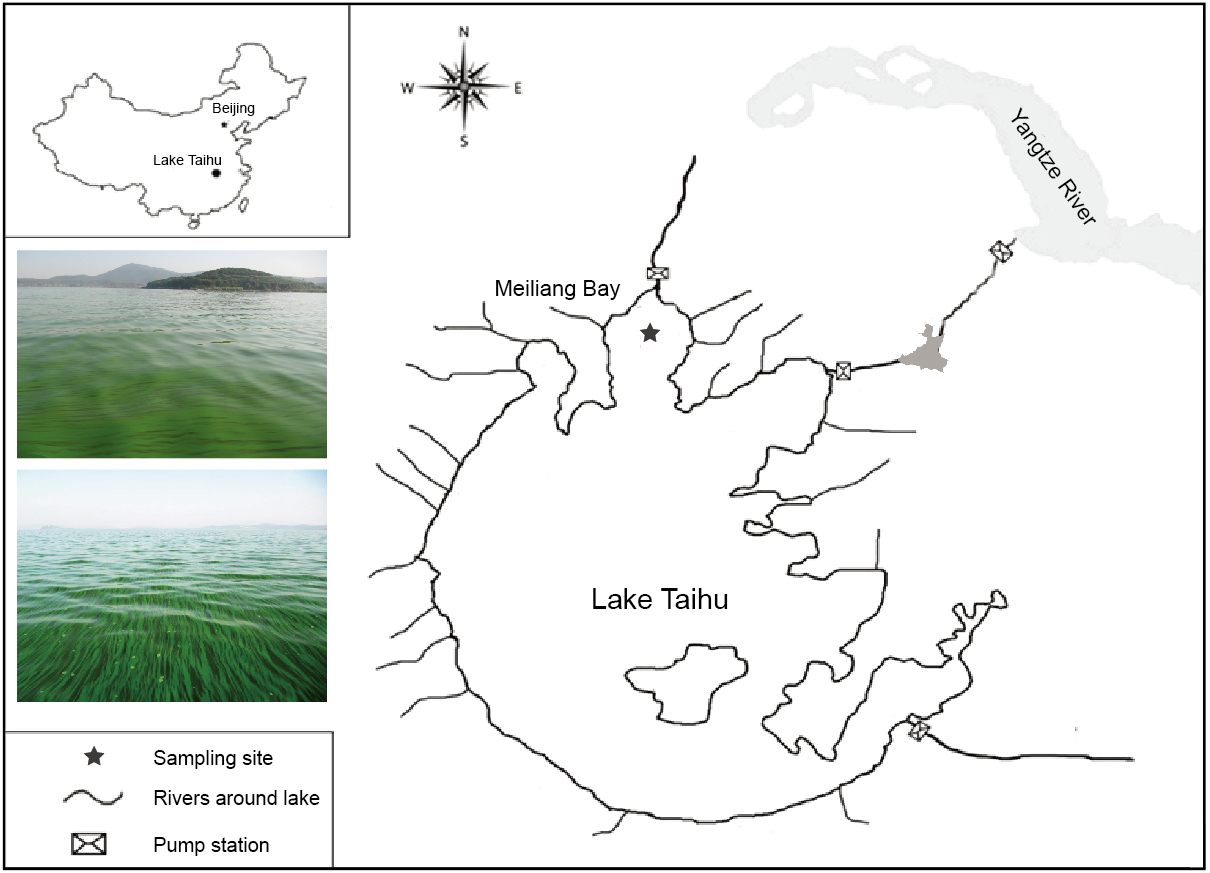 Beijing
Lake Taihu
N
W
E
S
Yangtze River
Meiliang Bay
Lake Taihu
Sampling site
Rivers around lake
Pump station